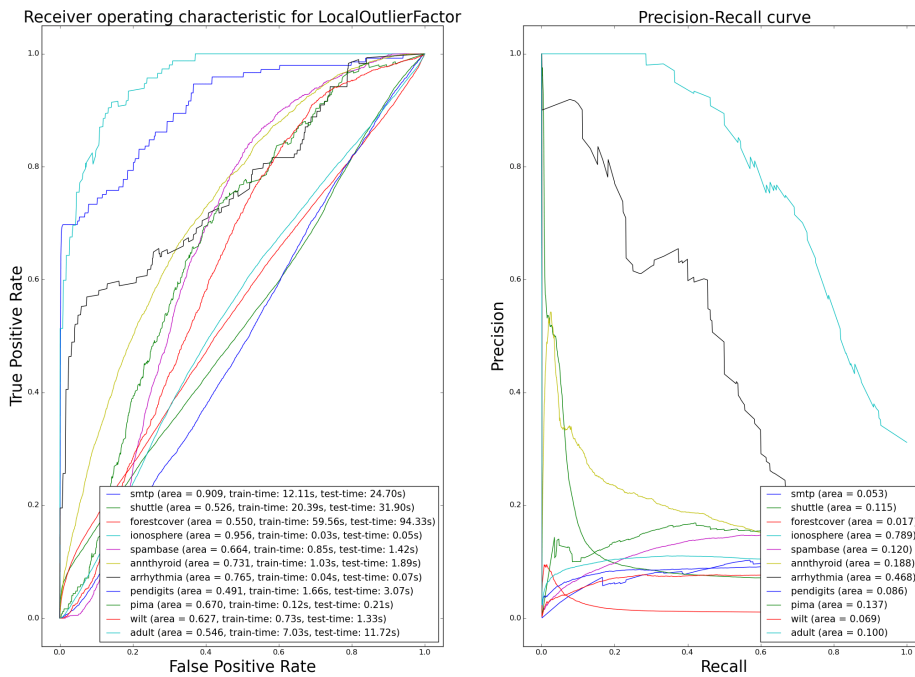 Receiver operating characteristic for LocalOutlierFactor
True Positive Rate
1.0
0.8
0.6
0.4
0.2
0.0
0.0
0.2
0.4
0.6
0.8
1.0
False Positive Rate
smtp (area = 0.909, train-time: 12.11s, test-time: 24.70s)
shuttle (area = 0.526, train-time: 20.39s, test-time: 31.90s)
forestcover (area = 0.550, train-time: 59.56s, test-time: 94.33s)
ionosphere (area = 0.956, train-time: 0.03s, test-time: 0.05s)
spambase (area = 0.664, train-time: 0.85s, test-time: 1.42s)
annthyroid (area = 0.731, train-time: 1.03s, test-time: 1.89s)
arrhythmia (area = 0.765, train-time: 0.04s, test-time: 0.07s)
pendigits (area = 0.491, train-time: 1.66s, test-time: 3.07s)
pima (area = 0.670, train-time: 0.12s, test-time: 0.21s)
wilt (area = 0.627, train-time: 0.73s, test-time: 1.33s)
adult (area = 0.546, train-time: 7.03s, test-time: 11.72s)
Precision-Recall curve
Precision
1.0
0.8
0.6
0.4
0.2
0.0
0.0
0.2
0.4
0.6
0.8
1.0
Recall
smtp (area = 0.053)
shuttle (area = 0.115)
forestcover (area = 0.017)
ionosphere (area = 0.789)
spambase (area = 0.120)
annthyroid (area = 0.188)
arrhythmia (area = 0.468)
pendigits (area = 0.086)
pima (area = 0.137)
wilt (area = 0.069)
adult (area = 0.100)